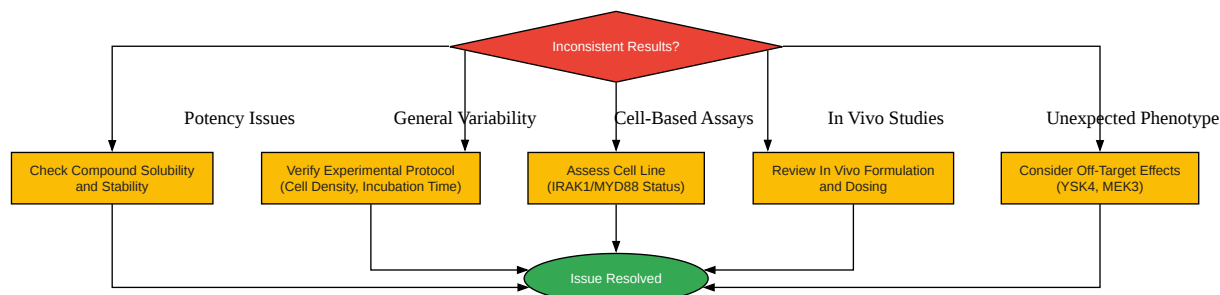 Inconsistent Results?
Potency Issues
General Variability
Cell-Based Assays
In Vivo Studies
Unexpected Phenotype
Check Compound Solubility
and Stability
Verify Experimental Protocol
(Cell Density, Incubation Time)
Assess Cell Line
(IRAK1/MYD88 Status)
Review In Vivo Formulation
and Dosing
Consider Off-Target Effects
(YSK4, MEK3)
Issue Resolved